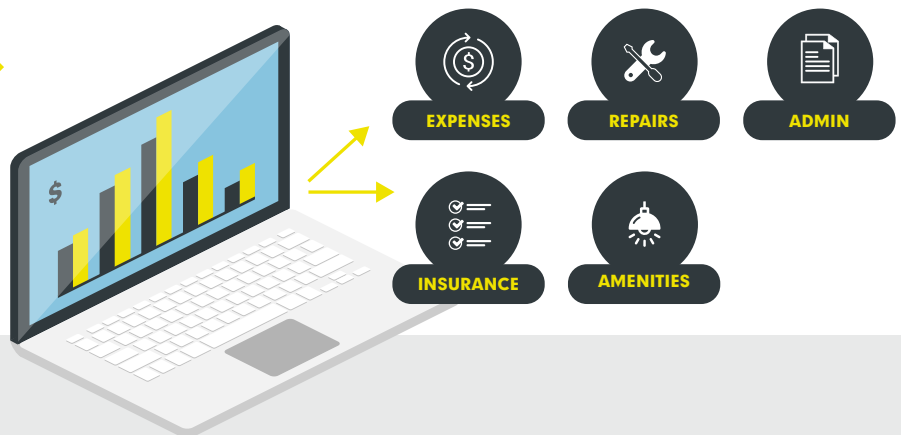 EXPENSES
REPAIRS
ADMIN
$
$
INSURANCE
AMENITIES